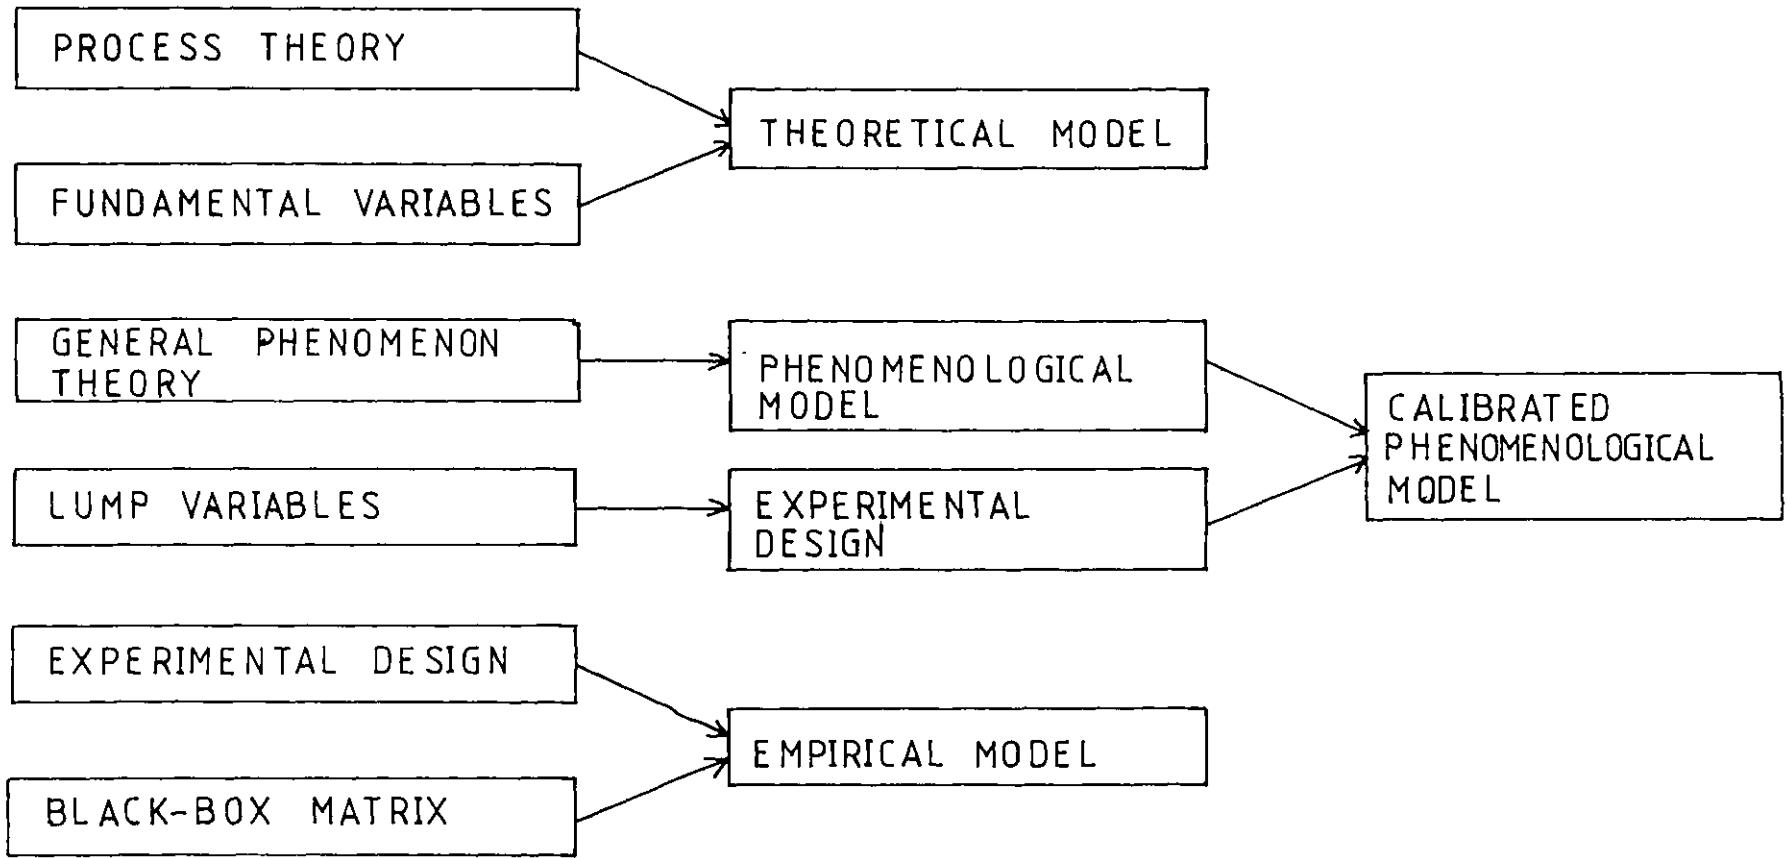 PROCESS THEORY
THEORETICAL MODEL
FUNDAMENTAL VARIABLES
GENERAL PHENOMENON
THEORY
PHENOMENOLOGICAL
MODEL
CALIBRATED
PHENOMENOLOGICAL
MODEL
LUMP VARIABLES
EXPERIMENTAL
DESIGN
EXPERIMENTAL DESIGN
EMPIRICAL MODEL
BLACK-BOX MATRIX